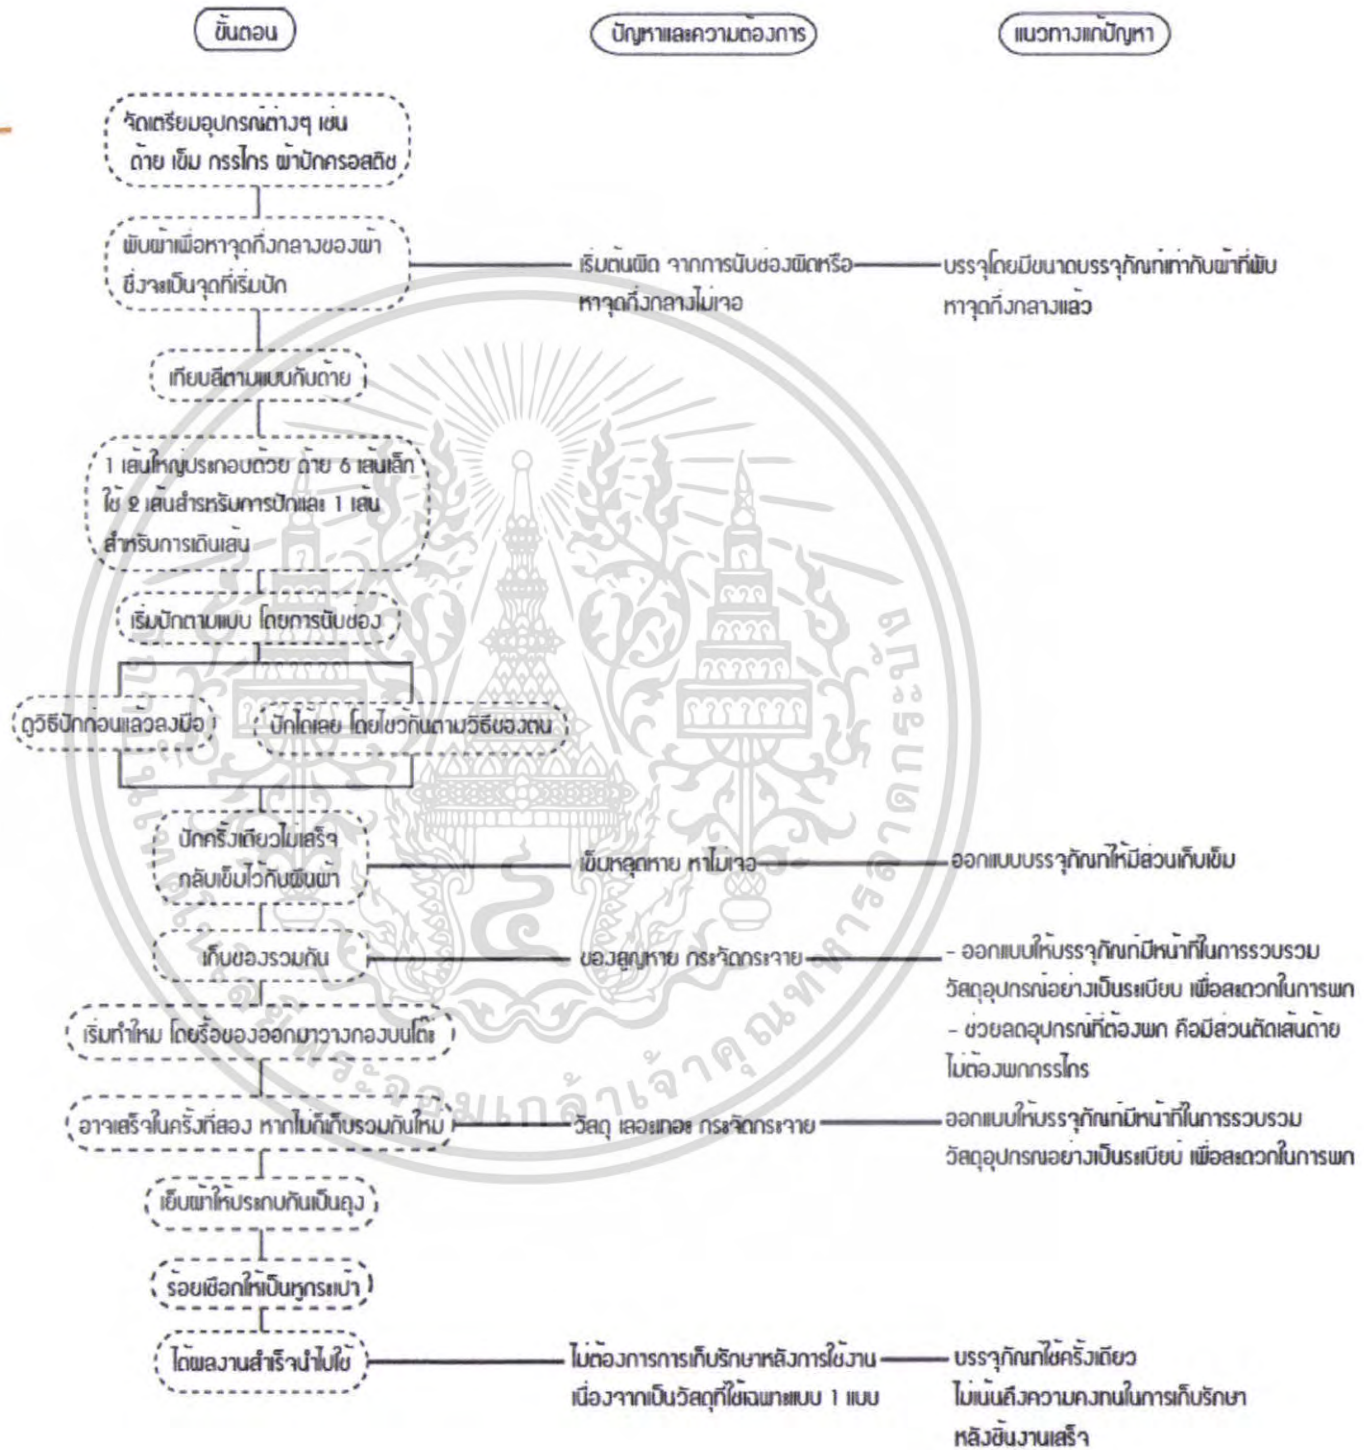 ขั้นตอน
ปัญหาและความต้องการ
แนวทางแก้ปัญหา
จัดเตรียมอุปกรณ์ต่างๆ เช่น
ด้าย เข็ม กรรไกร ผ้าปักครอสติช
พับผ้าเพื่อหาจุดกึ่งกลางของผ้า
ซึ่งจะเป็นจุดที่เริ่มปัก
เริ่มต้นผิด จากการนับช่องผิดหรือ
หาจุดกึ่งกลางไม่เจอ
บรรจุโดยมีขนาดบรรจุภัณฑ์เท่ากับผ้าที่พับ
หาจุดกึ่งกลางแล้ว
เทียบสีตามแบบกับด้าย
1 เส้นใหญ่ประกอบด้วย ด้าย 6 เส้นเล็ก
ใช้ 2 เส้นสำหรับการปักและ 1 เส้น
สำหรับการเดินเส้น
เริ่มปักตามแบบ โดยการนับช่อง
ดูวิธีปักก่อนแล้วลงมือ
ปักได้เลย โดยไขว้กันตามวิธีของตน
ปักครั้งเดียวไม่เสร็จ
กลับเข็มไว้กับผืนผ้า
เข็มหลุดหาย หาไม่เจอ
ออกแบบบรรจุภัณฑ์ให้มีส่วนเก็บเข็ม
เก็บของรวมกัน
ของสูญหาย กระจัดกระจาย
- ออกแบบให้บรรจุภัณฑ์มีหน้าที่ในการรวบรวม
วัสดุอุปกรณ์อย่างเป็นระเบียบ เพื่อสะดวกในการพก
- ช่วยลดอุปกรณ์ที่ต้องพก คือมีส่วนตัดเส้นด้าย
ไม่ต้องพกกรรไกร
เริ่มทำใหม่ โดยรื้อของออกมาวางกองบนโต๊ะ
อาจเสร็จในครั้งที่สอง หากไม่ก็เก็บรวมกันใหม่
วัสดุ เลอะเทอะ กระจัดกระจาย
ออกแบบให้บรรจุภัณฑ์มีหน้าที่ในการรวบรวม
วัสดุอุปกรณ์อย่างเป็นระเบียบ เพื่อสะดวกในการพก
เย็บผ้าให้ประกบกันเป็นถุง
ร้อยเชือกให้เป็นหูกระเป๋า
ได้ผลงานสำเร็จนำไปใช้
ไม่ต้องการการเก็บรักษาหลังการใช้งาน
เนื่องจากเป็นวัสดุที่ใช้เฉพาะแบบ 1 แบบ
บรรจุภัณฑ์ใช้ครั้งเดียว
ไม่เน้นถึงความคงทนในการเก็บรักษา
หลังชิ้นงานเสร็จ
สถาบันเทคโนโลยีพระจอมเกล้าเจ้าคุณทหารลาดกระบัง